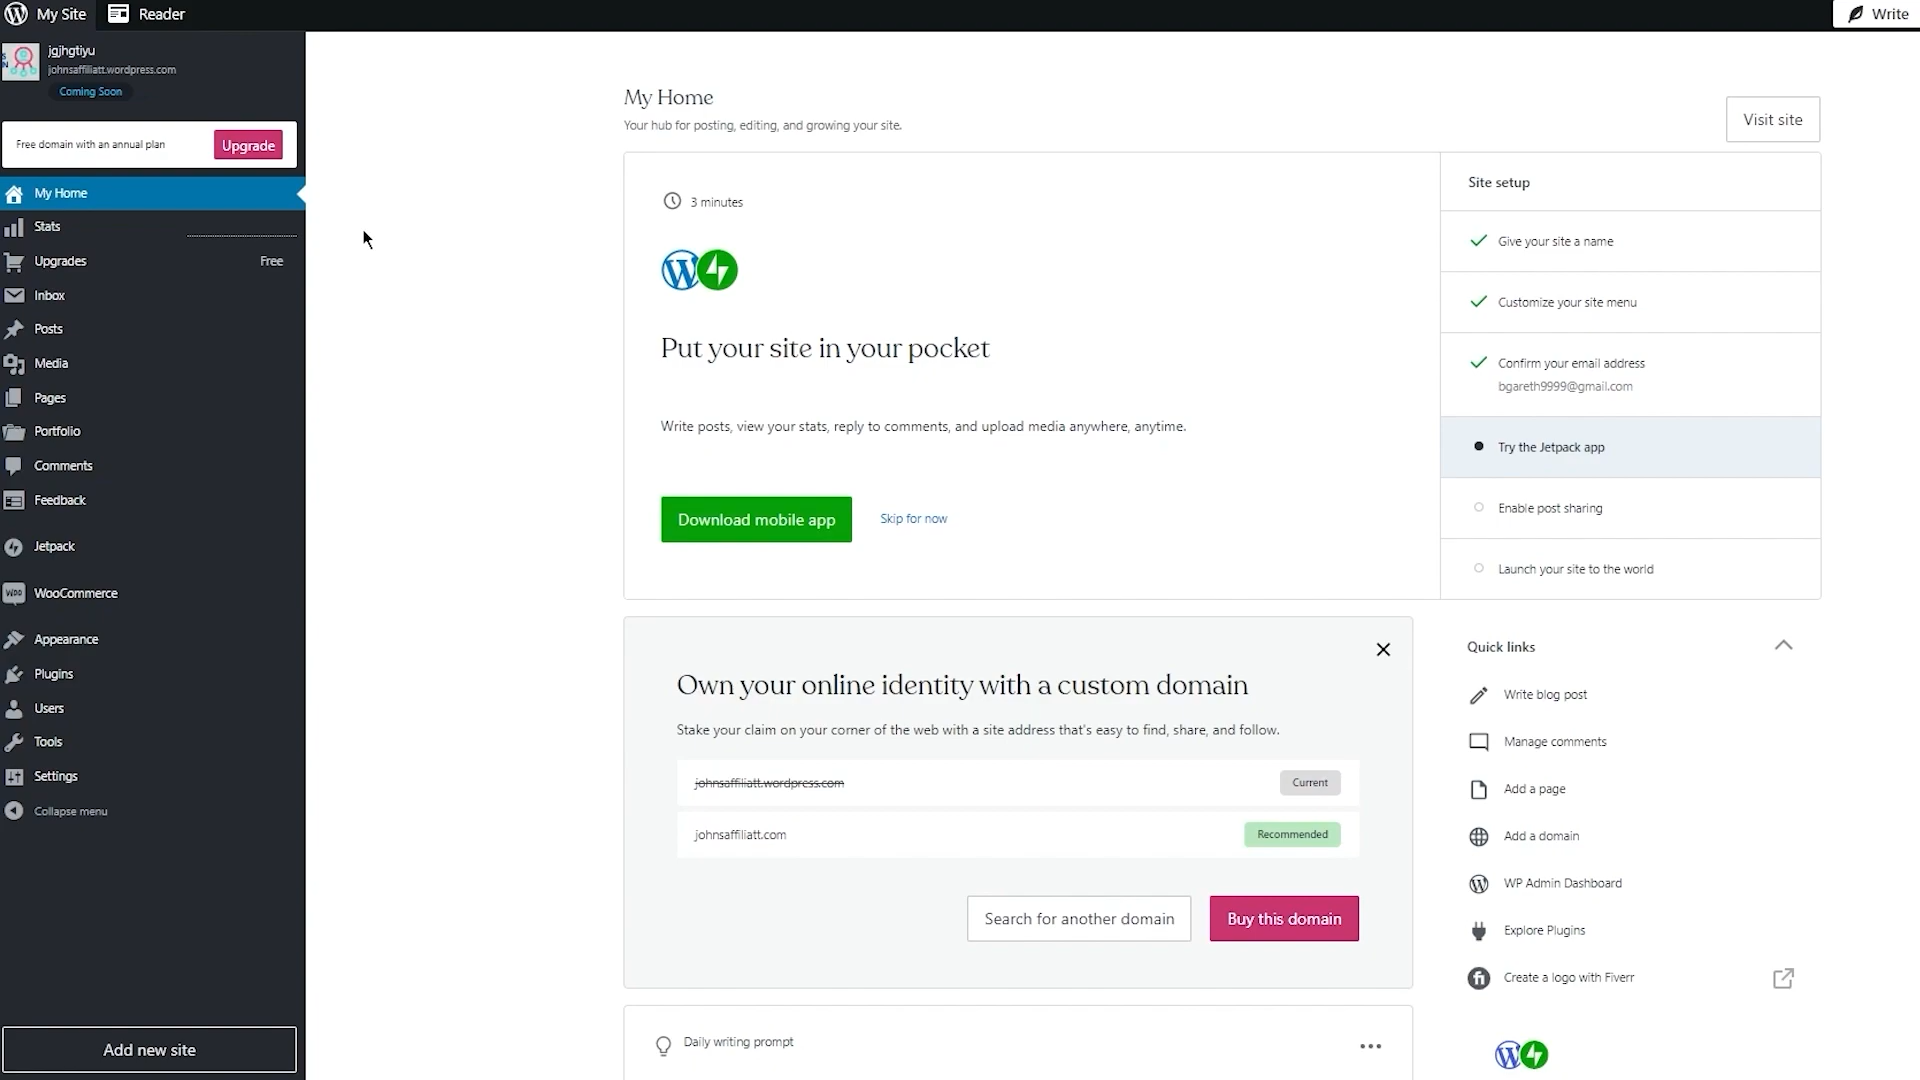 My Site
Reader
Write
jgjhgtiyu
johnsaffiliatt.wordpress.com
Coming Soon
Free domain with an annual plan
Upgrade
My Home
Stats
Upgrades
Free
Inbox
Posts
Media
Pages
Portfolio
Comments
Feedback
Jetpack
WooCommerce
Appearance
Plugins
Users
Tools
Settings
Collapse menu
Add new site
My Home
Your hub for posting, editing, and growing your site.
Visit site
3 minutes
Put your site in your pocket
Write posts, view your stats, reply to comments, and upload media anywhere, anytime.
Download mobile app
Skip for now
Site setup
Give your site a name
Customize your site menu
Confirm your email address
bgareth9999@gmail.com
Try the Jetpack app
Enable post sharing
Launch your site to the world
Own your online identity with a custom domain
Stake your claim on your corner of the web with a site address that's easy to find, share, and follow.
johnsaffiliatt.wordpress.com
Current
johnsaffiliatt.com
Recommended
Search for another domain
Buy this domain
Daily writing prompt
Quick links
Write blog post
Manage comments
Add a page
Add a domain
WP Admin Dashboard
Explore Plugins
Create a logo with Fiverr